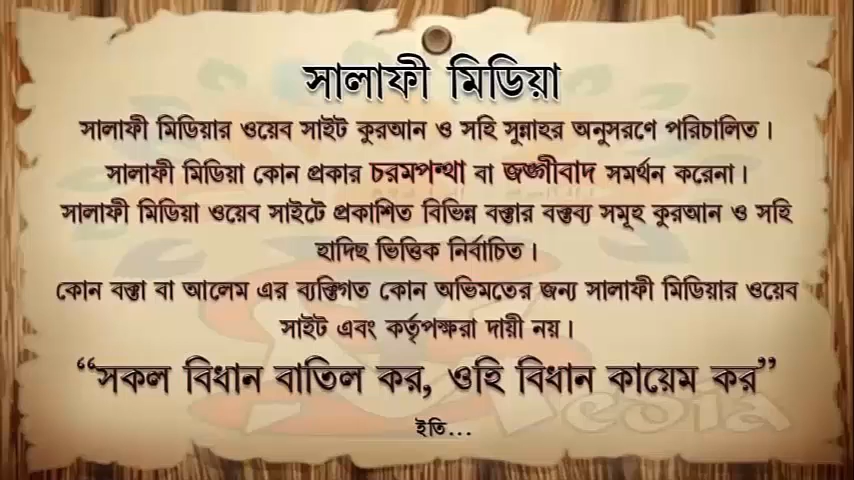 সালাফী মিডিয়া
সালাফী মিডিয়ার ওয়েব সাইট কুরআন ও সহি সুন্নাহর অনুসরণে পরিচালিত।
সালাফী মিডিয়া কোন প্রকার চরমপন্থা বা জঙ্গীবাদ সমর্থন করেনা।
সালাফী মিডিয়া ওয়েব সাইটে প্রকাশিত বিভিন্ন বক্তার বক্তব্য সমূহ কুরআন ও সহি
হাদিছ ভিত্তিক নির্বাচিত।
কোন বক্তা বা আলেম এর ব্যক্তিগত কোন অভিমতের জন্য সালাফী মিডিয়ার ওয়েব
সাইট এবং কর্তৃপক্ষরা দায়ী নয়।
“সকল বিধান বাতিল কর, ওহি বিধান কায়েম কর”
ইতি...